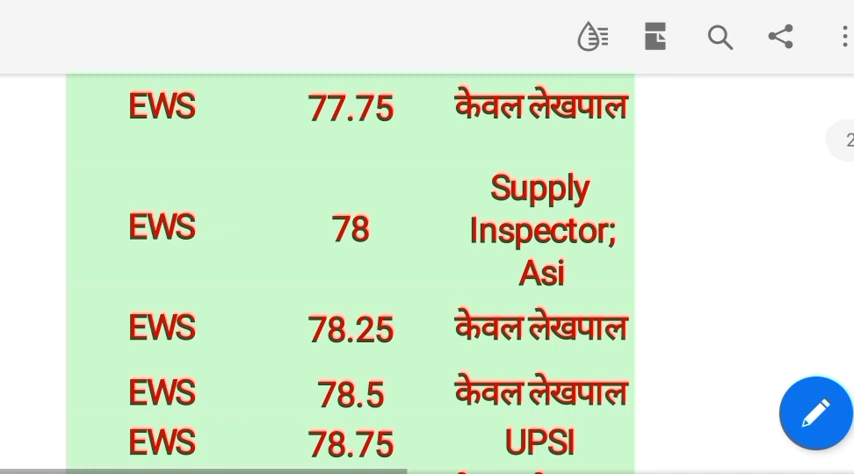 EWS 77.75 केवल लेखपाल
2
Supply
EWS 78 Inspector;
Asi
EWS 78.25 केवल लेखपाल
EWS 78.5 केवल लेखपाल
EWS 78.75 UPSI